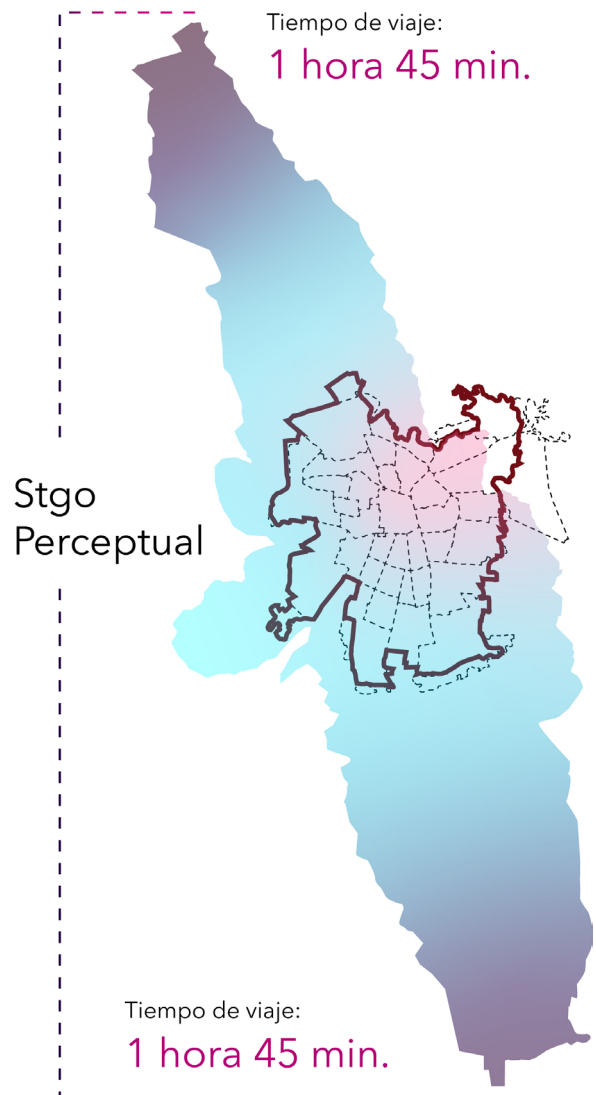 Tiempo de viaje:
1 hora 45 min.
Stgo
Perceptual
Tiempo de viaje:
1 hora 45 min.